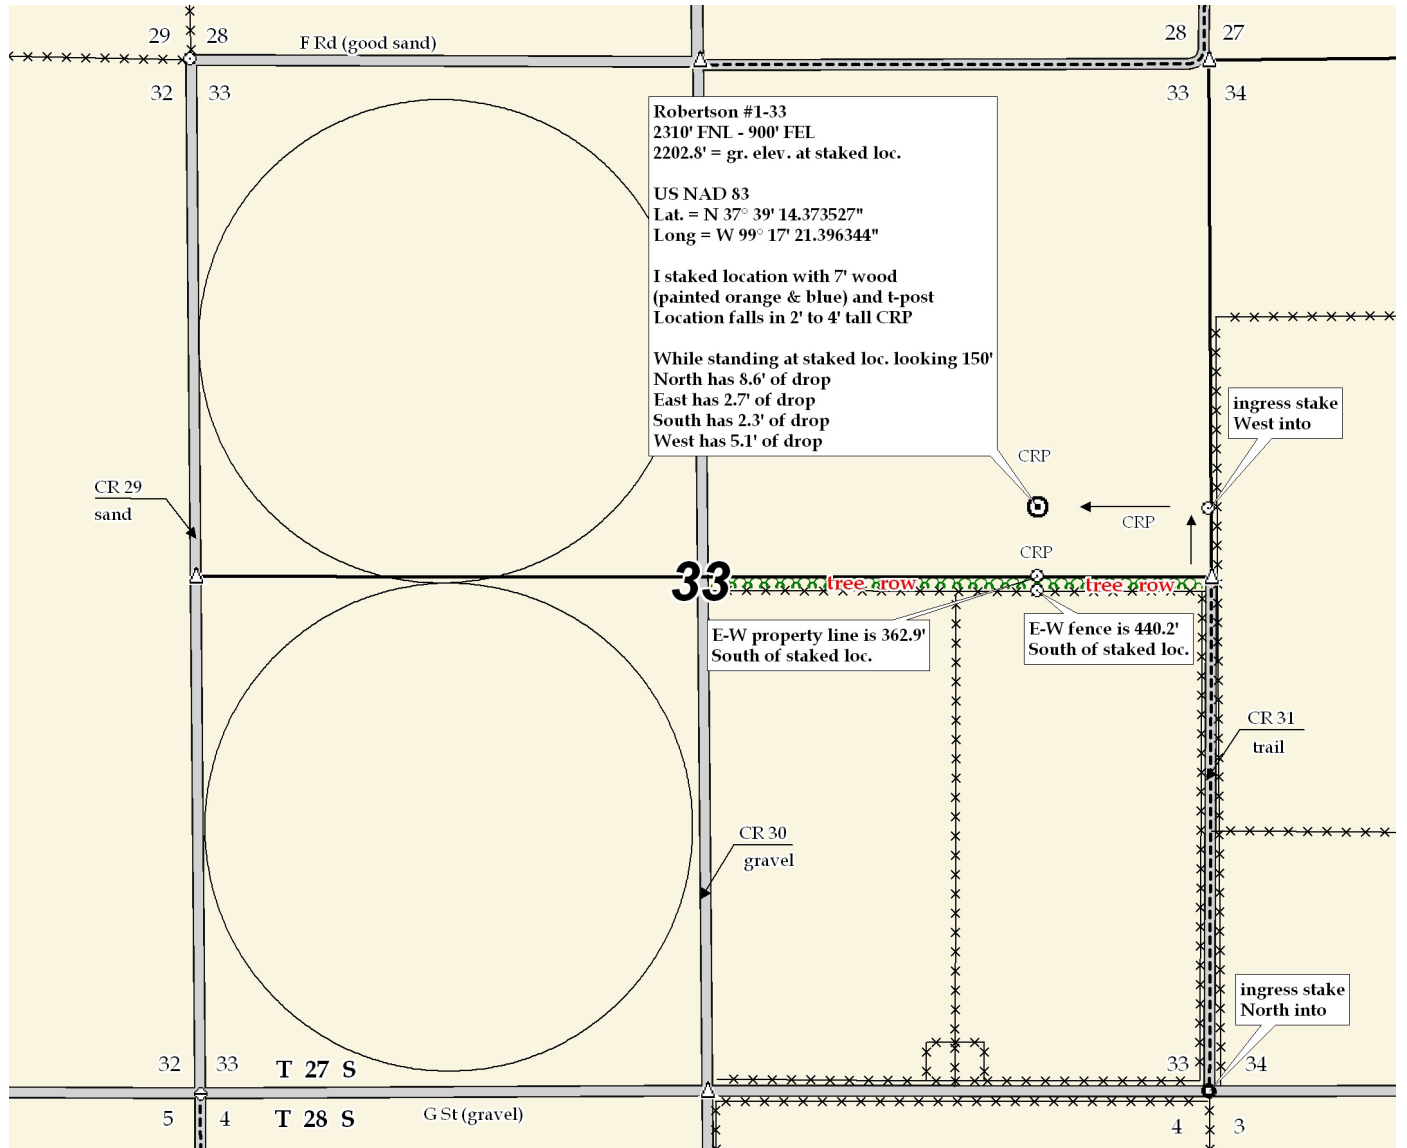 29 28
F Rd (good sand)
28 27
32 33
33 34
Robertson #1-33
2310' FNL - 900' FEL
2202.8' = gr. elev. at staked loc.
US NAD 83
Lat. = N 37° 39' 14.373527"
Long = W 99° 17' 21.396344"
I staked location with 7' wood
(painted orange & blue) and t-post
Location falls in 2' to 4' tall CRP
While standing at staked loc. looking 150'
North has 8.6' of drop
East has 2.7' of drop
South has 2.3' of drop
West has 5.1' of drop
ingress stake
West into
CRP
CR 29
sand
CRP
CRP
33
tree row
tree row
E-W property line is 362.9'
South of staked loc.
E-W fence is 440.2'
South of staked loc.
CR 31
trail
CR 30
gravel
ingress stake
North into
32 33
T 27 S
33 34
5 4
T 28 S
G St (gravel)
4 3